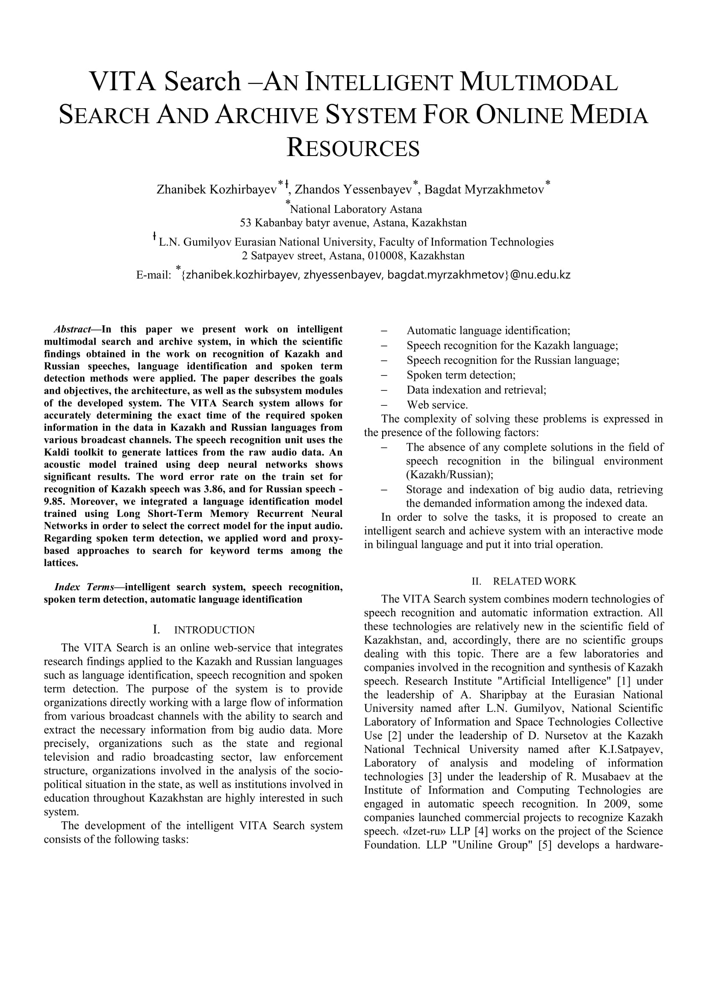 VITA Search –AN INTELLIGENT MULTIMODAL
SEARCH AND ARCHIVE SYSTEM FOR ONLINE MEDIA
RESOURCES
Zhanibek Kozhirbayev*ƚ, Zhandos Yessenbayev*, Bagdat Myrzakhmetov*
*National Laboratory Astana
53 Kabanbay batyr avenue, Astana, Kazakhstan
ƚ L.N. Gumilyov Eurasian National University, Faculty of Information Technologies
2 Satpayev street, Astana, 010008, Kazakhstan
E-mail: *{zhanibek.kozhirbayev, zhyessenbayev, bagdat.myrzakhmetov}@nu.edu.kz
Abstract—In this paper we present work on intelligent
multimodal search and archive system, in which the scientific
findings obtained in the work on recognition of Kazakh and
Russian speeches, language identification and spoken term
detection methods were applied. The paper describes the goals
and objectives, the architecture, as well as the subsystem modules
of the developed system. The VITA Search system allows for
accurately determining the exact time of the required spoken
information in the data in Kazakh and Russian languages from
various broadcast channels. The speech recognition unit uses the
Kaldi toolkit to generate lattices from the raw audio data. An
acoustic model trained using deep neural networks shows
significant results. The word error rate on the train set for
recognition of Kazakh speech was 3.86, and for Russian speech -
9.85. Moreover, we integrated a language identification model
trained using Long Short-Term Memory Recurrent Neural
Networks in order to select the correct model for the input audio.
Regarding spoken term detection, we applied word and proxy-
based approaches to search for keyword terms among the
lattices.
Index Terms—intelligent search system, speech recognition,
spoken term detection, automatic language identification
I. INTRODUCTION
The VITA Search is an online web-service that integrates
research findings applied to the Kazakh and Russian languages
such as language identification, speech recognition and spoken
term detection. The purpose of the system is to provide
organizations directly working with a large flow of information
from various broadcast channels with the ability to search and
extract the necessary information from big audio data. More
precisely, organizations such as the state and regional
television and radio broadcasting sector, law enforcement
structure, organizations involved in the analysis of the socio-
political situation in the state, as well as institutions involved in
education throughout Kazakhstan are highly interested in such
system.
The development of the intelligent VITA Search system
consists of the following tasks:
– Automatic language identification;
– Speech recognition for the Kazakh language;
– Speech recognition for the Russian language;
– Spoken term detection;
– Data indexation and retrieval;
– Web service.
The complexity of solving these problems is expressed in
the presence of the following factors:
– The absence of any complete solutions in the field of
speech recognition in the bilingual environment
(Kazakh/Russian);
– Storage and indexation of big audio data, retrieving
the demanded information among the indexed data.
In order to solve the tasks, it is proposed to create an
intelligent search and achieve system with an interactive mode
in bilingual language and put it into trial operation.
II. RELATED WORK
The VITA Search system combines modern technologies of
speech recognition and automatic information extraction. All
these technologies are relatively new in the scientific field of
Kazakhstan, and, accordingly, there are no scientific groups
dealing with this topic. There are a few laboratories and
companies involved in the recognition and synthesis of Kazakh
speech. Research Institute "Artificial Intelligence" [1] under
the leadership of A. Sharipbay at the Eurasian National
University named after L.N. Gumilyov, National Scientific
Laboratory of Information and Space Technologies Collective
Use [2] under the leadership of D. Nursetov at the Kazakh
National Technical University named after K.I.Satpayev,
Laboratory of analysis and modeling of information
technologies [3] under the leadership of R. Musabaev at the
Institute of Information and Computing Technologies are
engaged in automatic speech recognition. In 2009, some
companies launched commercial projects to recognize Kazakh
speech. «Izet-ru» LLP [4] works on the project of the Science
Foundation. LLP "Uniline Group" [5] develops a hardware-